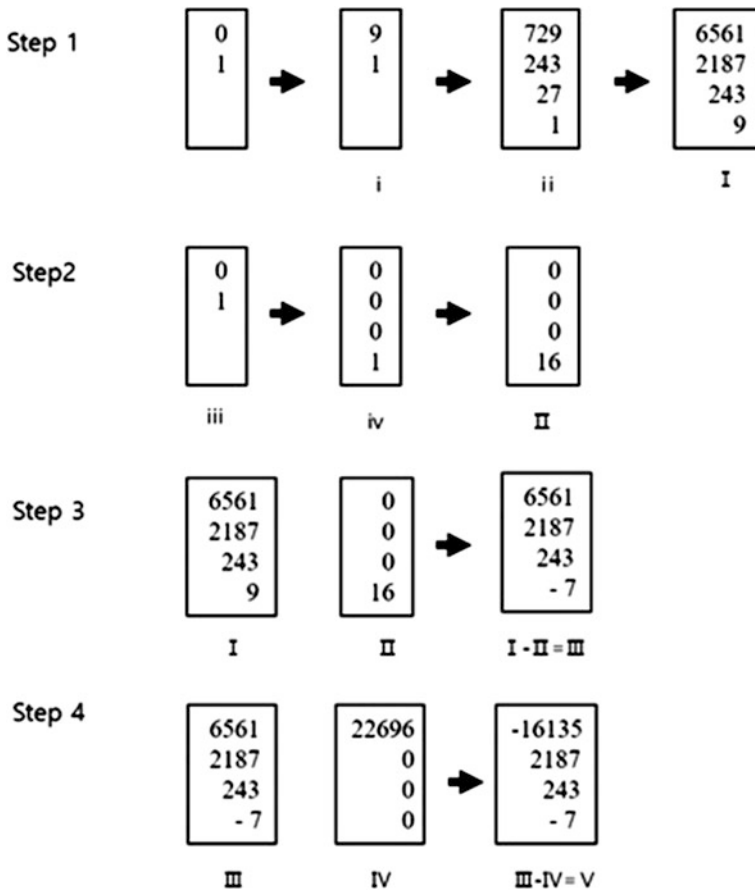 Step 1
0 9 729 6561
1 1 243 2187
27 243
1 9
i ii I
Step2
0 0 0
1 0 0
0 0
1 16
iii iv II
Step 3
6561 0 6561
2187 0 2187
243 0 243
9 16 - 7
I II I - II = III
Step 4
6561 22696 -16135
2187 0 2187
243 0 243
- 7 0 - 7
III IV III-IV= V